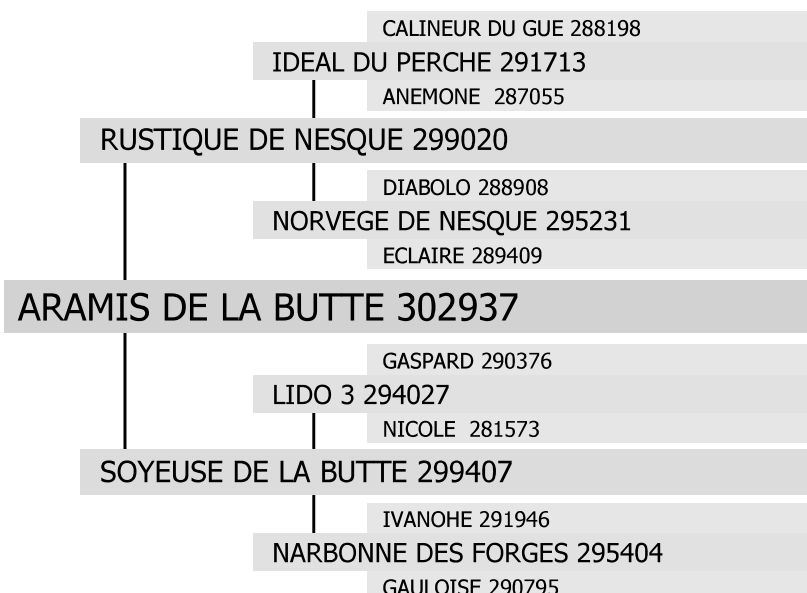 CALINEUR DU GUE 288198
IDEAL DU PERCHE 291713
ANEMONE 287055
RUSTIQUE DE NESQUE 299020
DIABOLO 288908
NORVEGE DE NESQUE 295231
ECLAIRE 289409
ARAMIS DE LA BUTTE 302937
GASPARD 290376
LIDO 3 294027
NICOLE 281573
SOYEUSE DE LA BUTTE 299407
IVANOHE 291946
NARBONNE DES FORGES 295404
GAULOISE 290795